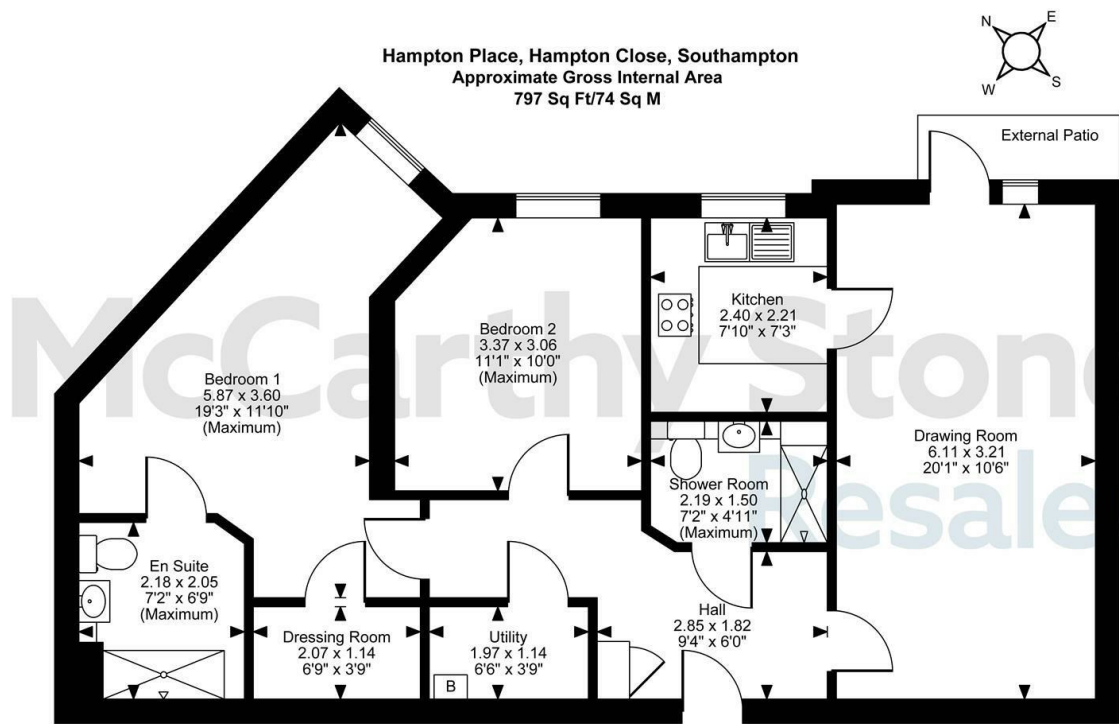 Hampton Place, Hampton Close, Southampton
Approximate Gross Internal Area
797 Sq Ft/74 Sq M
N
E
W
S
External Patio
McCarthy Stone
Resale
Bedroom 1
5.87 x 3.60
19'3" x 11'10"
(Maximum)
Bedroom 2
3.37 x 3.06
11'1" x 10'0"
(Maximum)
Kitchen
2.40 x 2.21
7'10" x 7'3"
Drawing Room
6.11 x 3.21
20'1" x 10'6"
Shower Room
2.19 x 1.50
7'2" x 4'11"
(Maximum)
En Suite
2.18 x 2.05
7'2" x 6'9"
(Maximum)
Dressing Room
2.07 x 1.14
6'9" x 3'9"
Utility
1.97 x 1.14
6'6" x 3'9"
B
Hall
2.85 x 1.82
9'4" x 6'0"